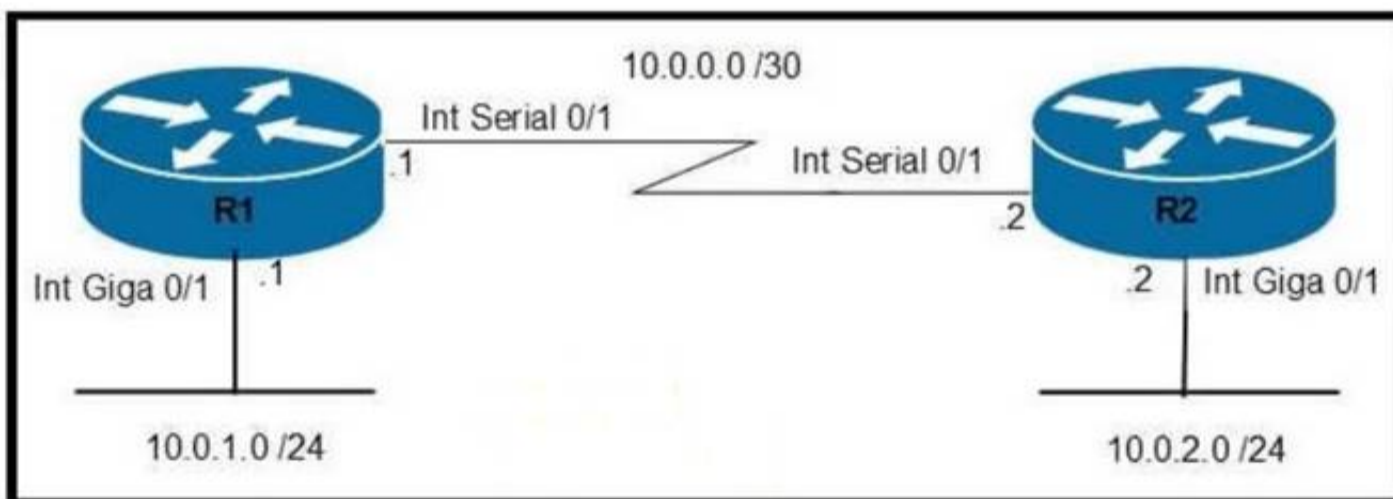 10.0.0.0 /30
Int Serial 0/1
.1
Int Serial 0/1
.2
R1
R2
Int Giga 0/1
.1
.2
Int Giga 0/1
10.0.1.0 /24
10.0.2.0 /24